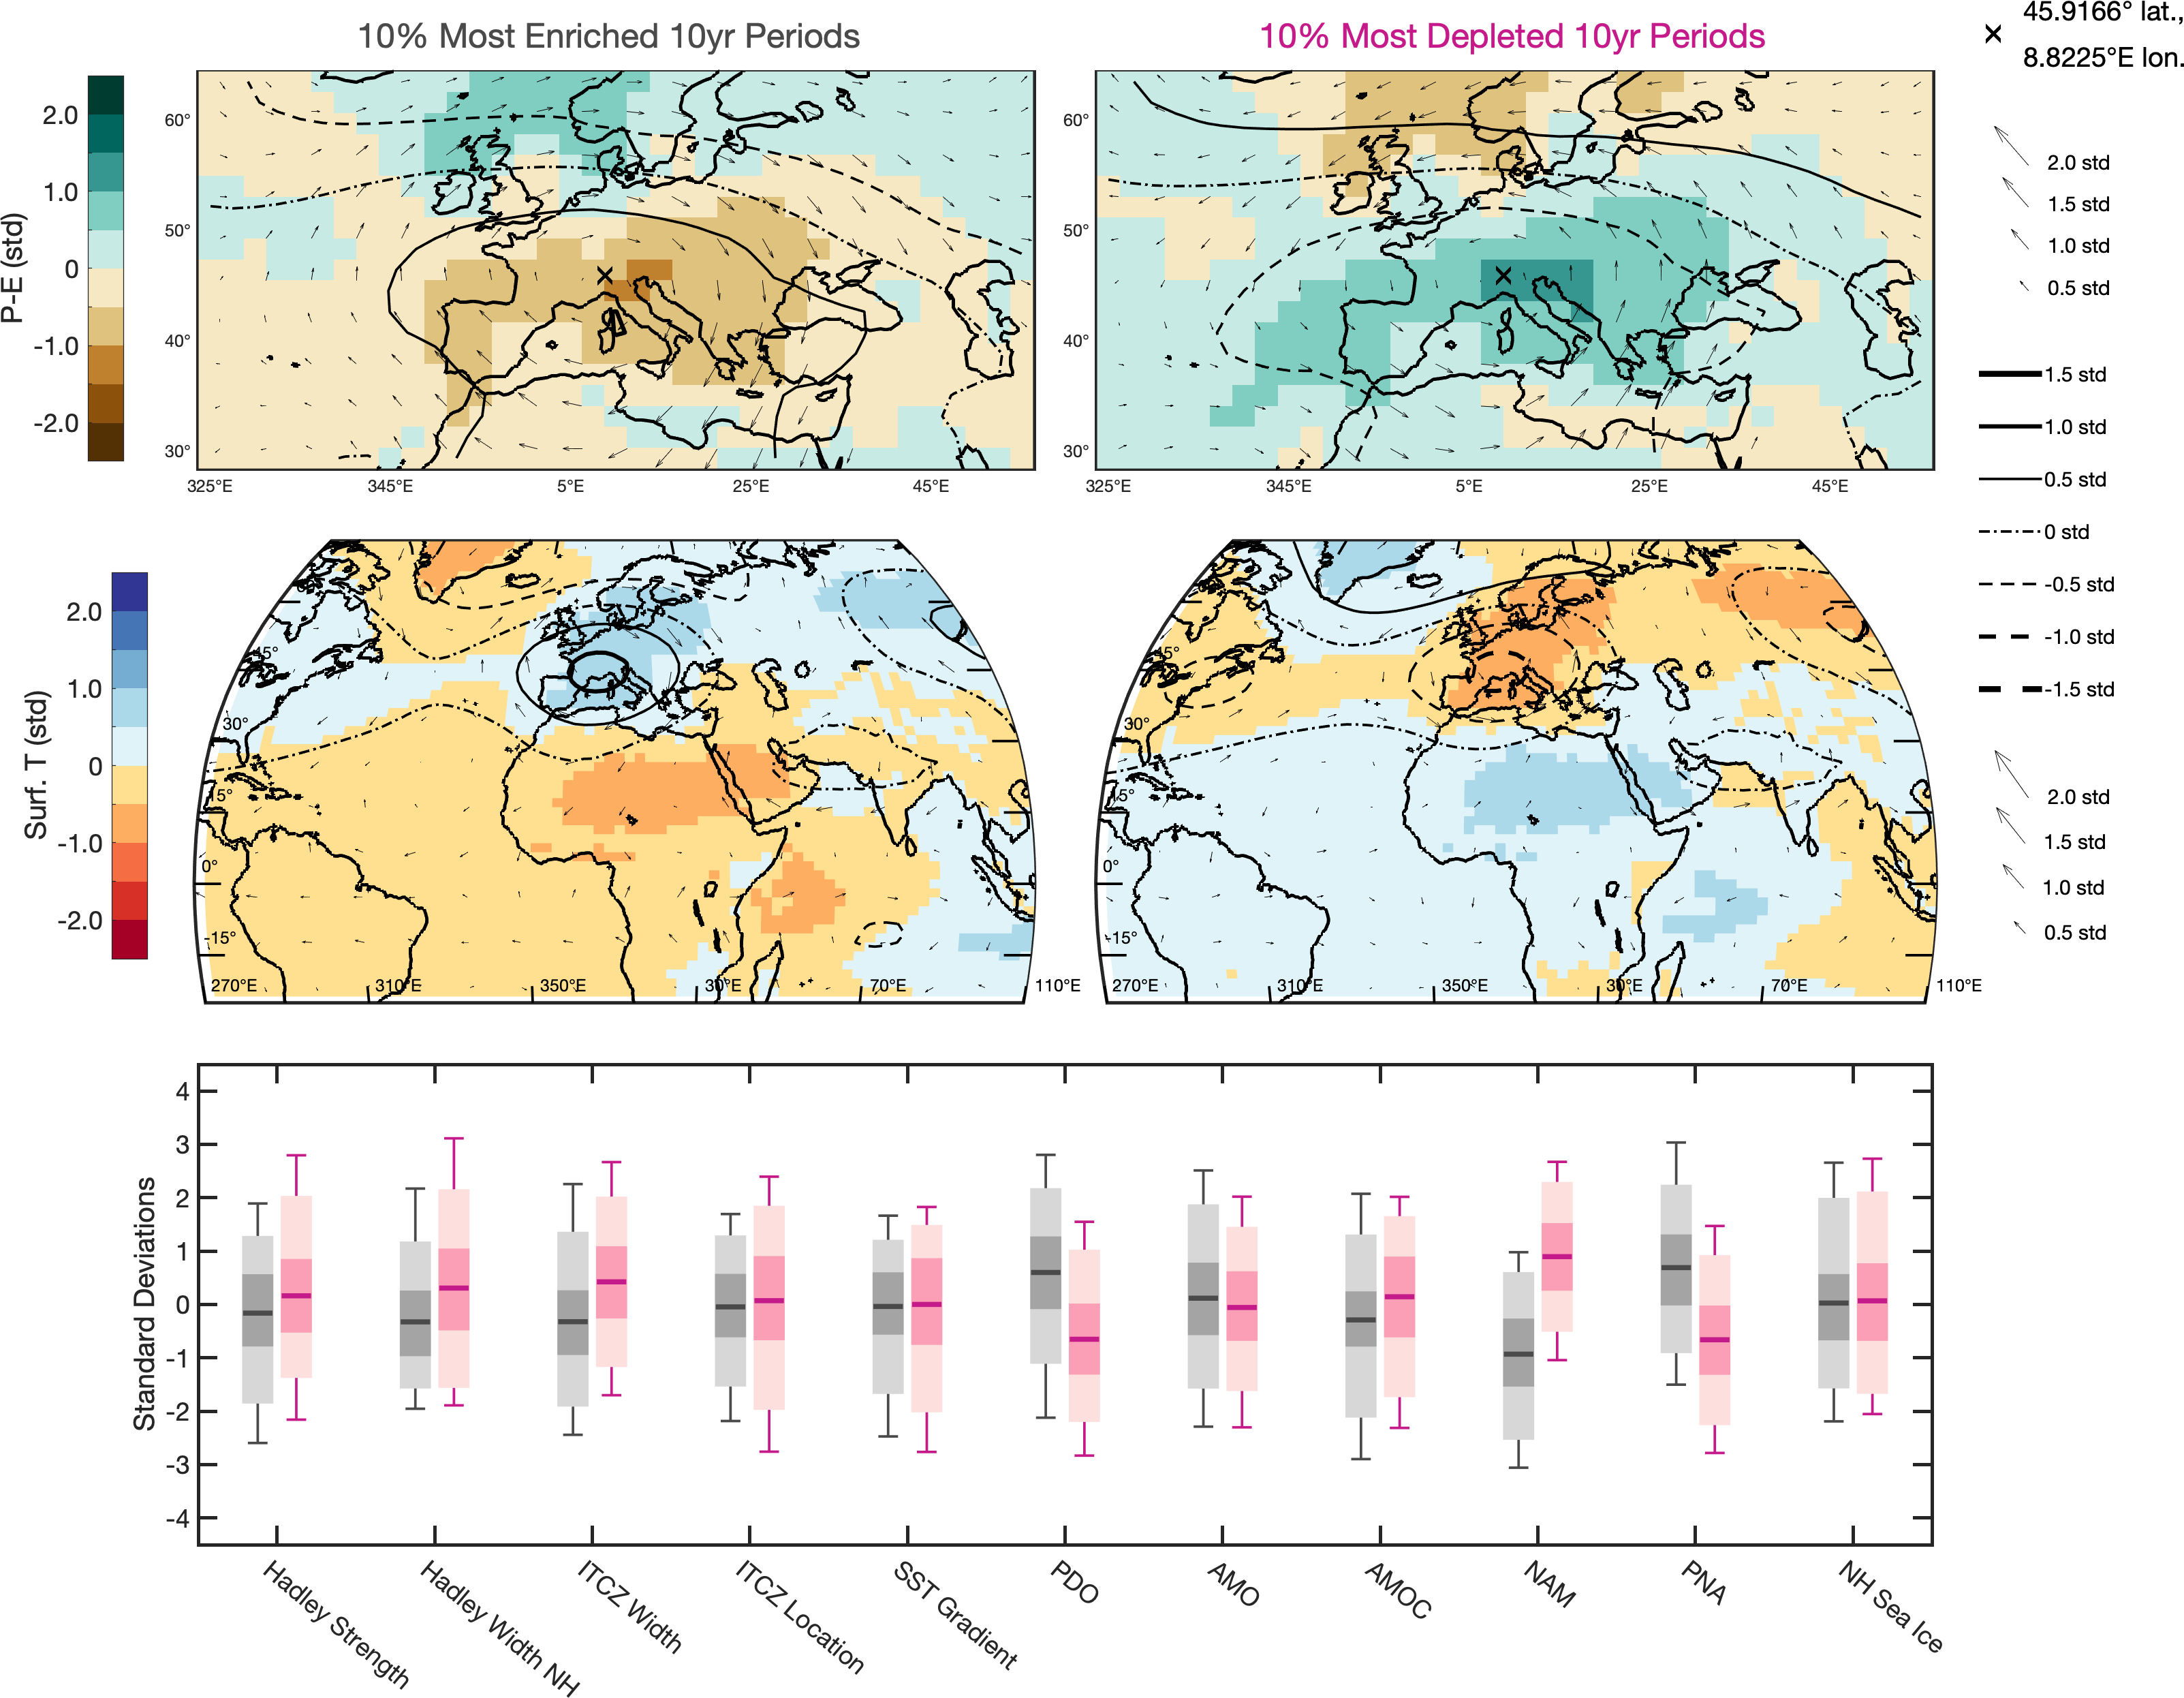 10% Most Enriched 10yr Periods
10% Most Depleted 10yr Periods
45.9166° lat.,
8.8225°E lon.
P-E (std)
2.0
1.0
0
-1.0
-2.0
60°
50°
40°
30°
325°E
345°E
5°E
25°E
45°E
60°
50°
40°
30°
325°E
345°E
5°E
25°E
45°E
2.0 std
1.5 std
1.0 std
0.5 std
1.5 std
1.0 std
0.5 std
0 std
-0.5 std
-1.0 std
-1.5 std
Surf. T (std)
2.0
1.0
0
-1.0
-2.0
45°
30°
15°
0°
-15°
270°E
310°E
350°E
30°E
70°E
110°E
45°
30°
15°
0°
-15°
270°E
310°E
350°E
30°E
70°E
110°E
2.0 std
1.5 std
1.0 std
0.5 std
Standard Deviations
4
3
2
1
0
-1
-2
-3
-4
Hadley Strength
Hadley Width NH
ITCZ Width
ITCZ Location
SST Gradient
PDO
AMO
AMOC
NAM
PNA
NH Sea Ice